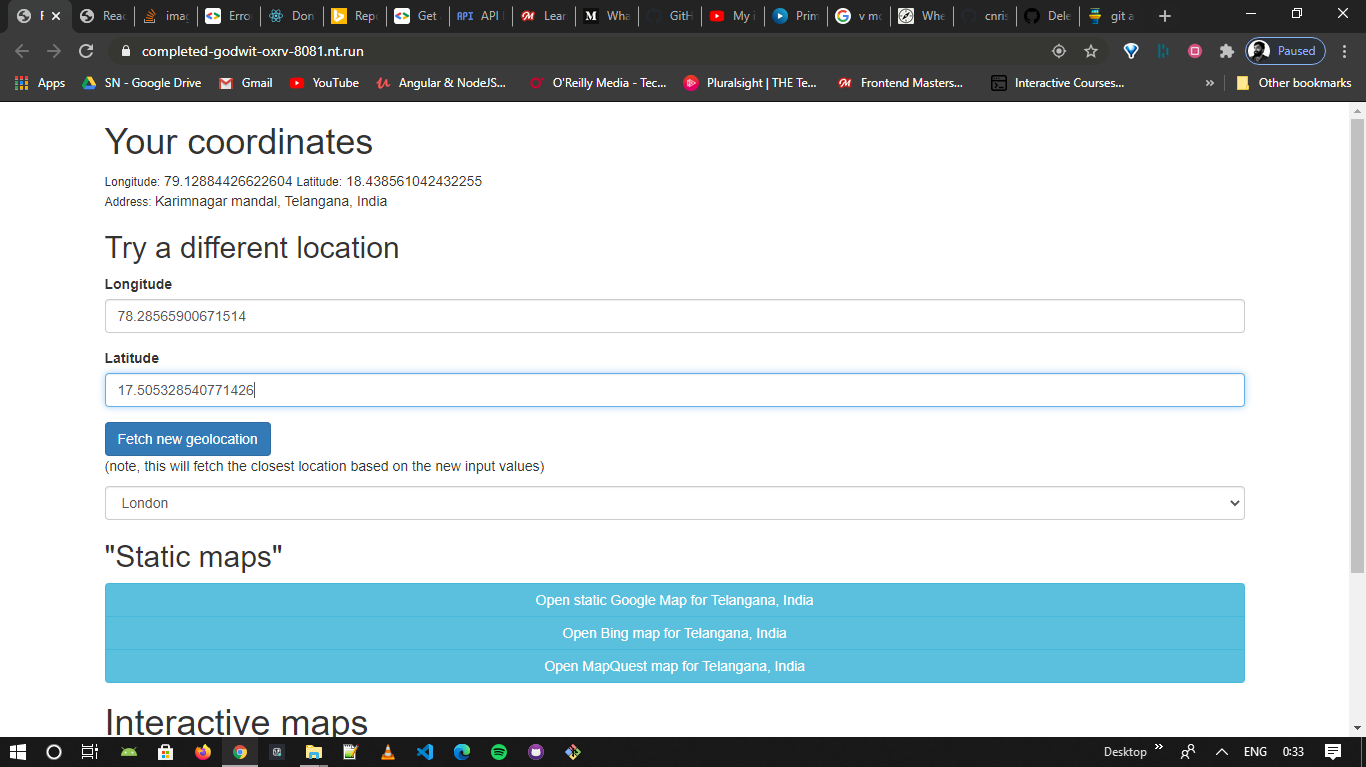 F
Reac
imag
Erro
Don
Rep
Get
API API
Lear
M Wha
GitH
My i
Prim
G v mo
Whe
cnris
Dele
git a
completed-godwit-oxrv-8081.nt.run
Paused
Apps
SN - Google Drive
Gmail
YouTube
Angular & NodeJS...
O'Reilly Media - Tec...
Pluralsight | THE Te...
Frontend Masters...
Interactive Courses...
»
Other bookmarks
Your coordinates
Longitude: 79.12884426622604 Latitude: 18.438561042432255
Address: Karimnagar mandal, Telangana, India
Try a different location
Longitude
78.28565900671514
Latitude
17.505328540771426
Fetch new geolocation
(note, this will fetch the closest location based on the new input values)
London
"Static maps"
Open static Google Map for Telangana, India
Open Bing map for Telangana, India
Open MapQuest map for Telangana, India
Interactive maps
Desktop » ENG 0:33